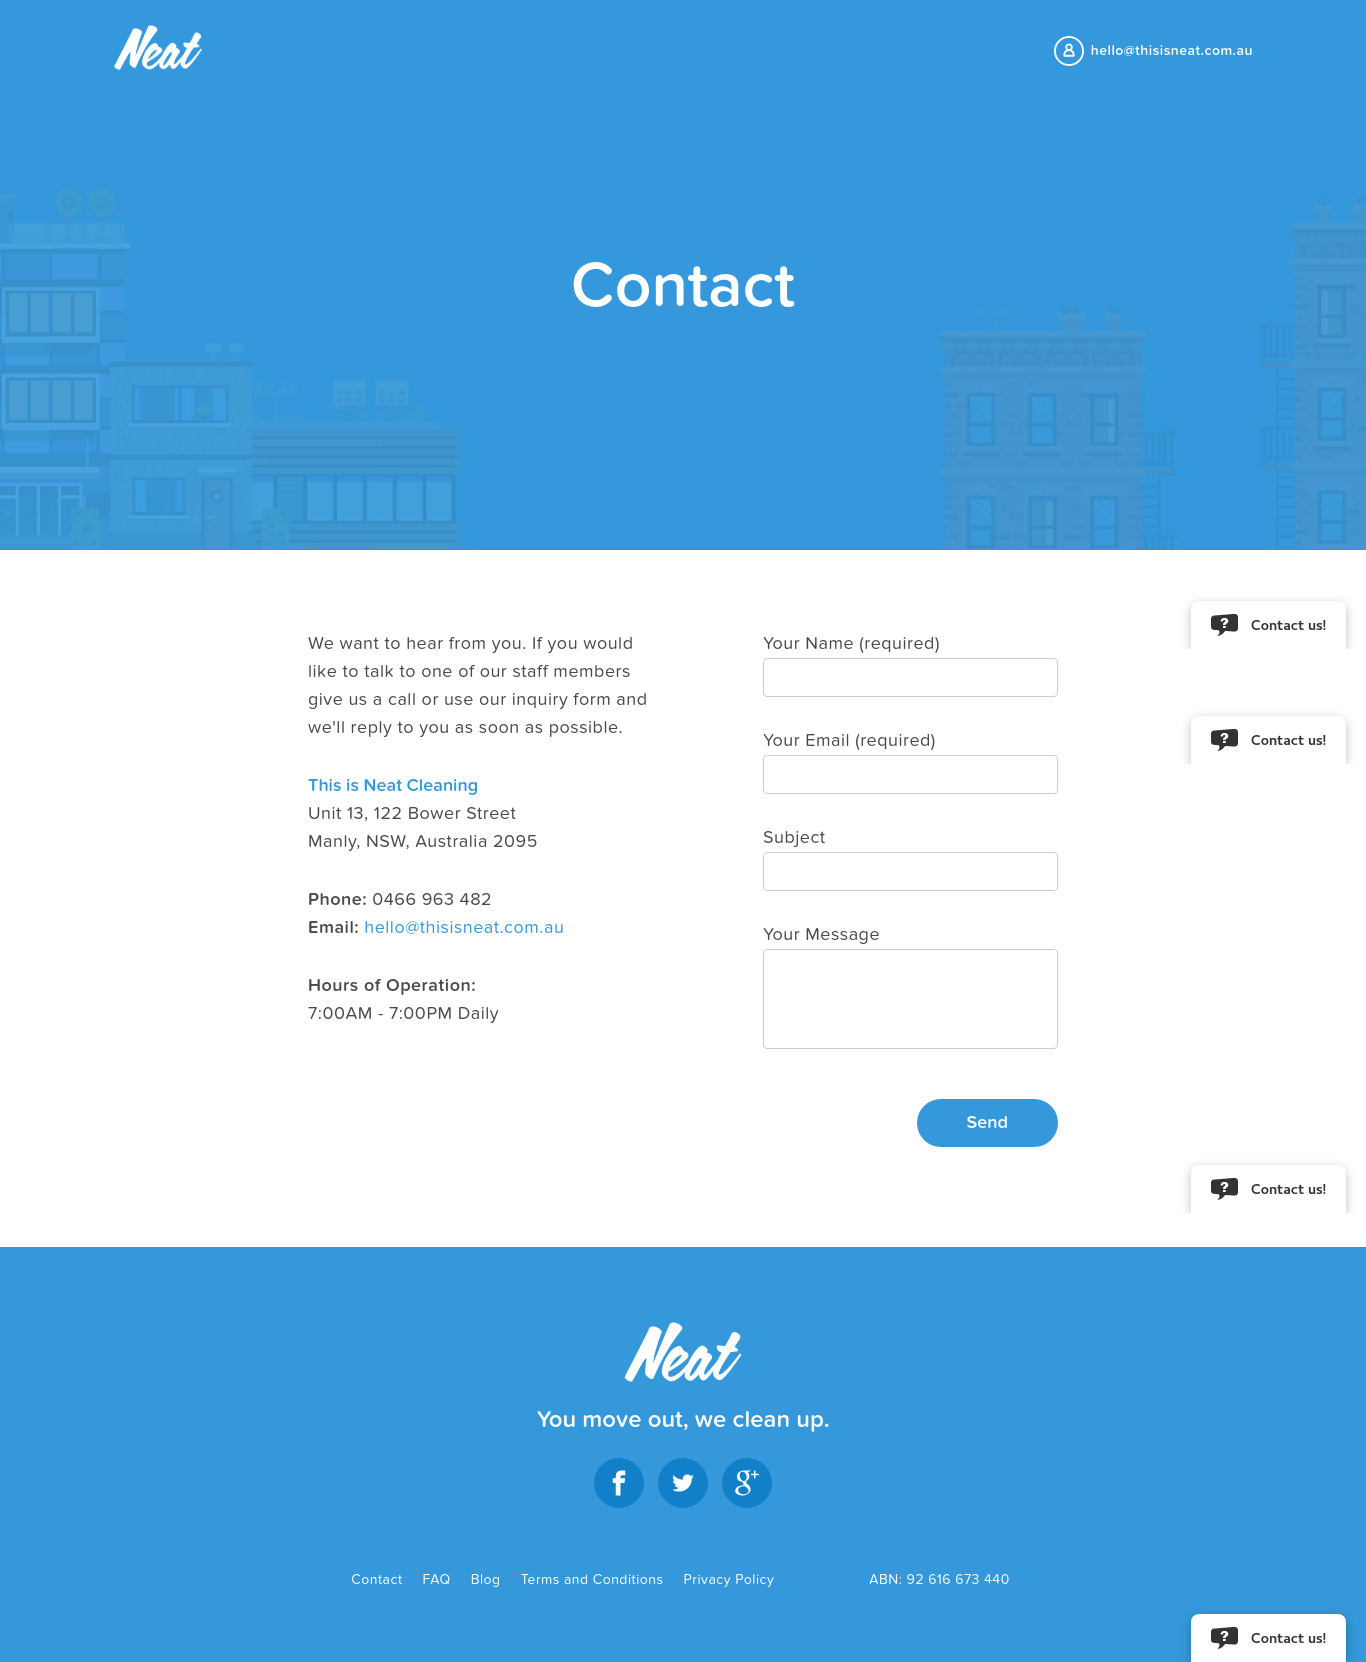 Neat
hello@thisisneat.com.au
Contact
We want to hear from you. If you would
like to talk to one of our staff members
give us a call or use our inquiry form and
we'll reply to you as soon as possible.
This is Neat Cleaning
Unit 13, 122 Bower Street
Manly, NSW, Australia 2095
Phone: 0466 963 482
Email: hello@thisisneat.com.au
Hours of Operation:
7:00AM - 7:00PM Daily
Your Name (required)
Your Email (required)
Subject
Your Message
Send
? Contact us!
? Contact us!
? Contact us!
Neat
You move out, we clean up.
f
g+
Contact FAQ Blog Terms and Conditions Privacy Policy ABN: 92 616 673 440
? Contact us!